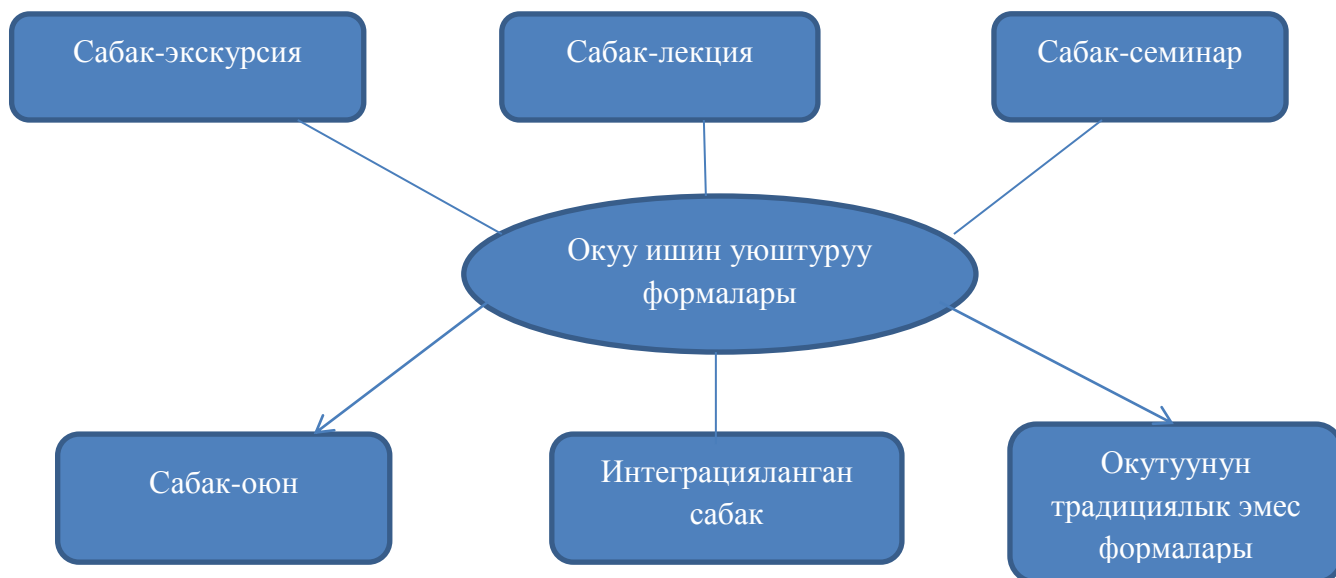 Сабак-экскурсия
Сабак-лекция
Сабак-семинар
Окуу ишин уюштуруу
формалары
Сабак-оюн
Интеграцияланган
сабак
Окутуунун
традициялык эмес
формалары